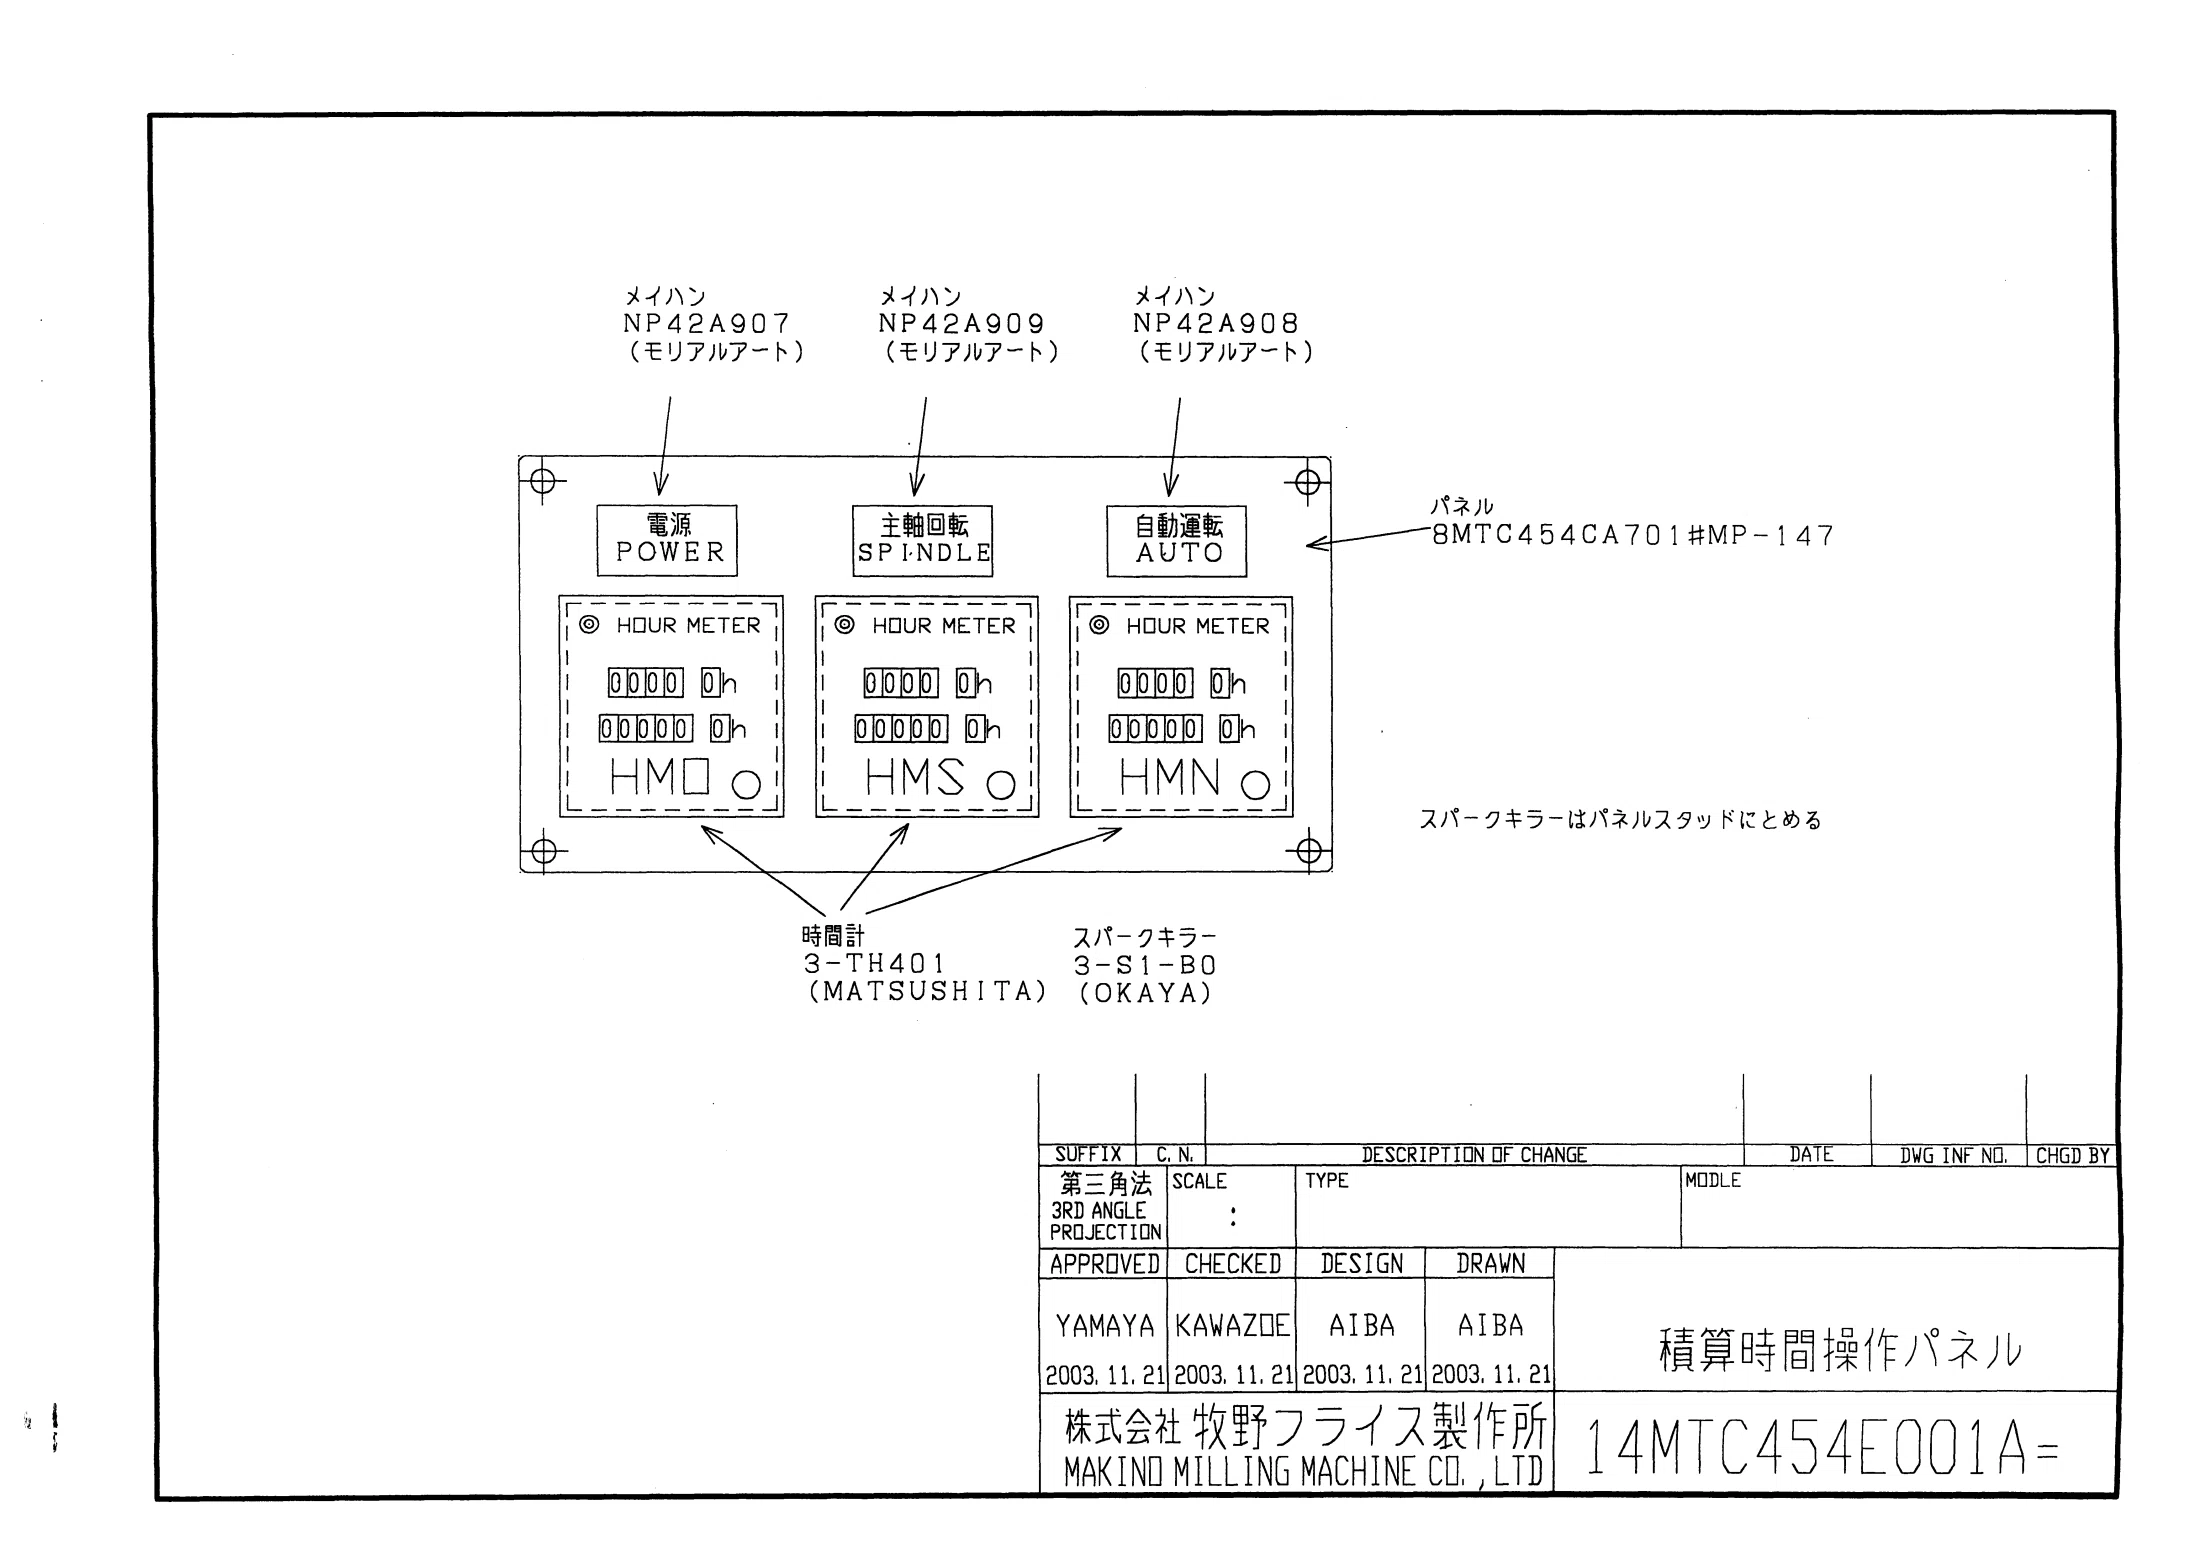 メイハン
NP42A907
(モリアルアート)
メイハン
NP42A909
(モリアルアート)
メイハン
NP42A908
(モリアルアート)
電源
POWER
主軸回転
SPINDLE
自動運転
AUTO
パネル
8MTC454CA701#MP-147
HOUR METER
0000 0h
00000 0h
HM0
HOUR METER
0000 0h
00000 0h
HMS
HOUR METER
0000 0h
00000 0h
HMN
スパークキラーはパネルスタッドにとめる
時間計
3-TH401
(MATSUSHITA)
スパークキラー
3-S1-B0
(OKAYA)
SUFFIX C. N. DESCRIPTION OF CHANGE DATE DWG INF NO. CHGD BY
第三角法
3RD ANGLE
PROJECTION
SCALE
:
TYPE
MODLE
APPROVED CHECKED DESIGN DRAWN
YAMAYA KAWAZOE AIBA AIBA
2003. 11. 21 2003. 11. 21 2003. 11. 21 2003. 11. 21
積算時間操作パネル
株式会社 牧野フライス製作所
MAKINO MILLING MACHINE CO. , LTD
14MTC454E001A=